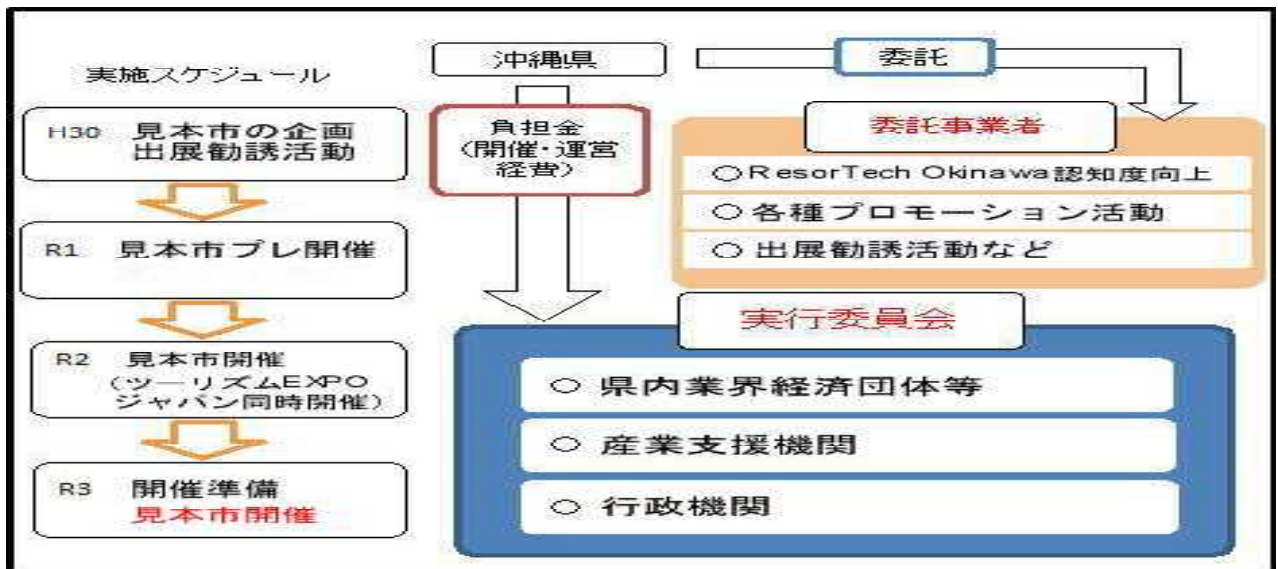 実施スケジュール
H30 見本市の企画
出展勧誘活動
R1 見本市プレ開催
R2 見本市開催
（ツーリズムEXPO
ジャパン同時開催）
R3 開催準備
見本市開催
沖縄県
委託
負担金
（開催・運営
経費）
委託事業者
○ResorTech Okinawa認知度向上
○各種プロモーション活動
○出展勧誘活動など
実行委員会
○ 県内業界経済団体等
○ 産業支援機関
○ 行政機関